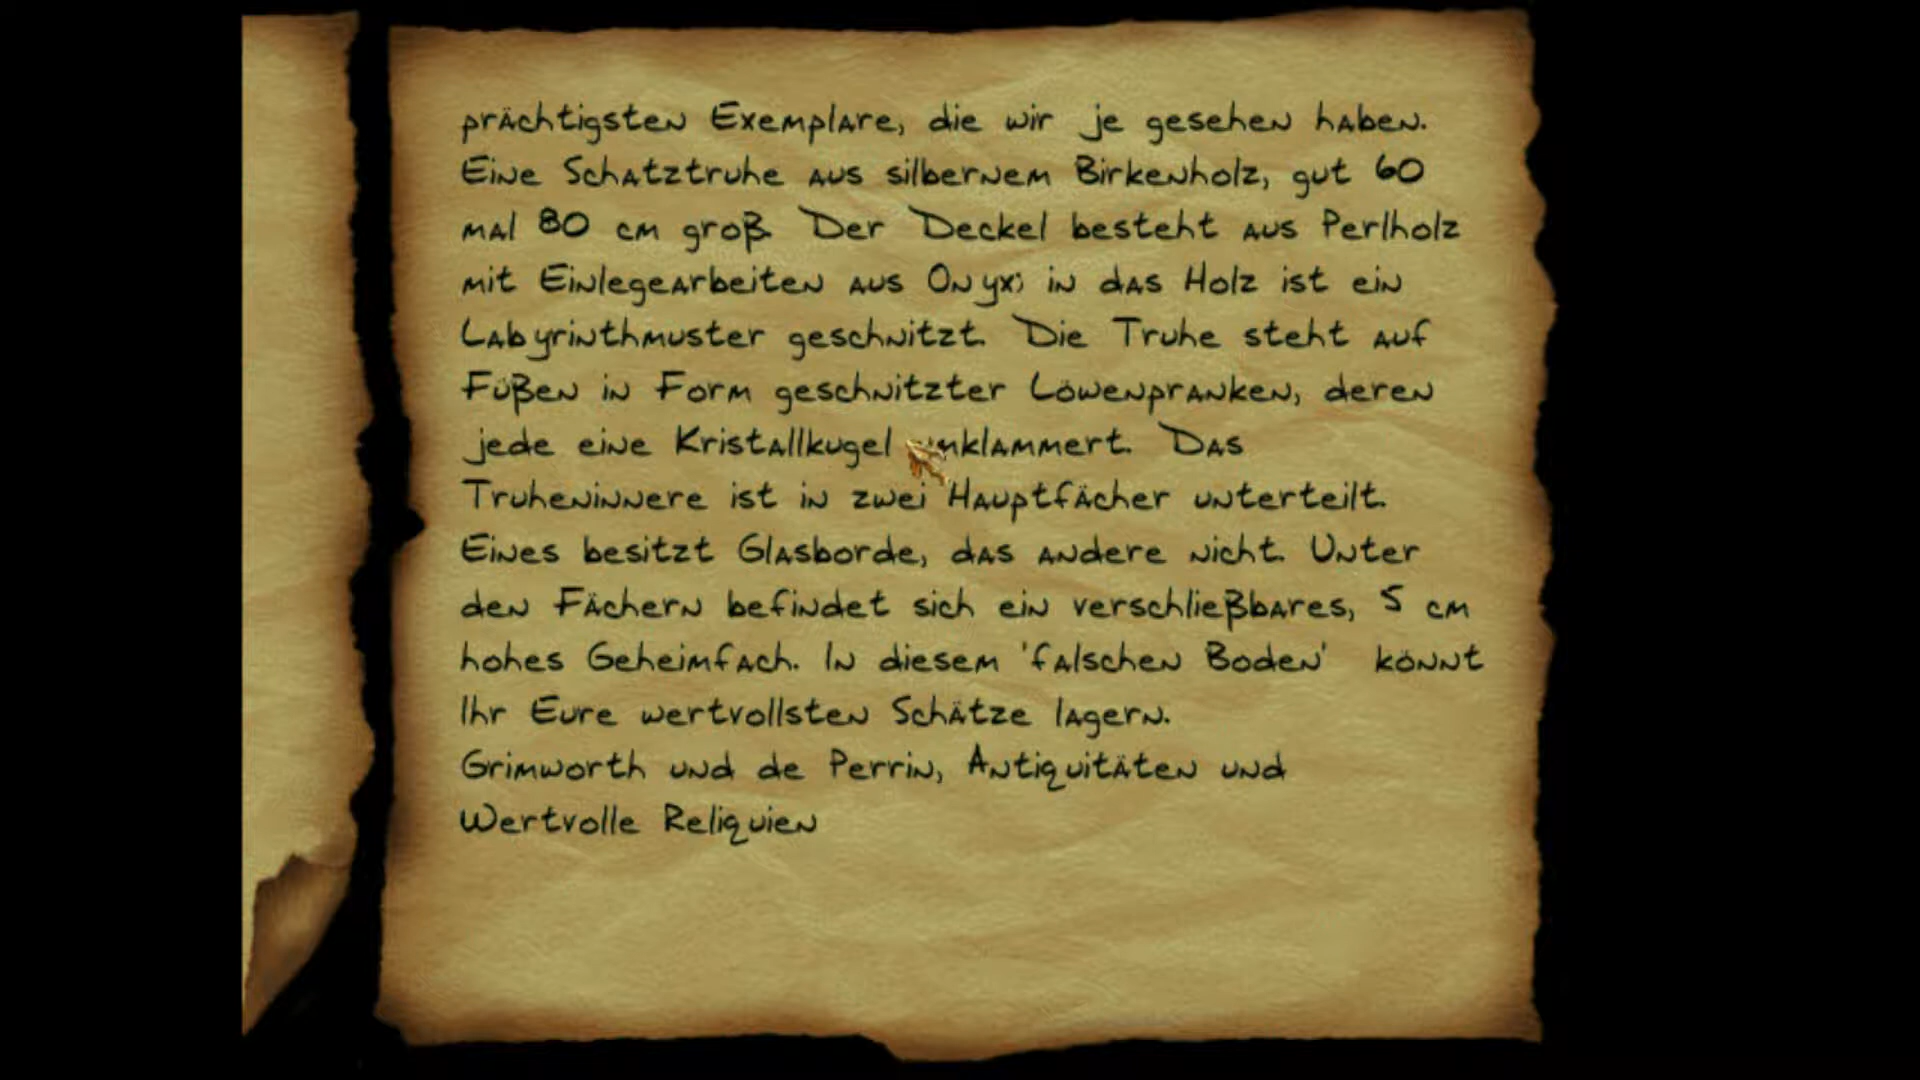 prächtigsten Exemplare, die wir je gesehen haben.
Eine Schatztruhe aus silbernem Birkenholz, gut 60
mal 80 cm groß. Der Deckel besteht aus Perlholz
mit Einlegearbeiten aus Onyx; in das Holz ist ein
Labyrinthmuster geschnitzt. Die Truhe steht auf
Füßen in Form geschnitzter Löwenpranken, deren
jede eine Kristallkugel umklammert. Das
Truheninnere ist in zwei Hauptfächer unterteilt.
Eines besitzt Glasborde, das andere nicht. Unter
den Fächern befindet sich ein verschließbares, 5 cm
hohes Geheimfach. In diesem 'falschen Boden' könnt
Ihr Eure wertvollsten Schätze lagern.
Grimworth und de Perrin, Antiquitäten und
Wertvolle Reliquien